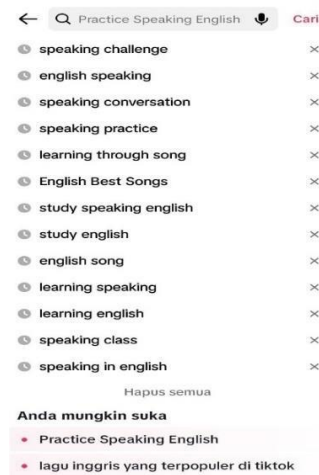 Practice Speaking English Cari
speaking challenge
english speaking
speaking conversation
speaking practice
learning through song
English Best Songs
study speaking english
study english
english song
learning speaking
learning english
speaking class
speaking in english
Hapus semua
Anda mungkin suka
Practice Speaking English
lagu inggris yang terpopuler di tiktok